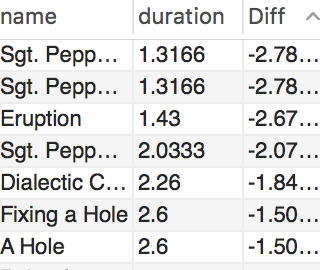 name duration Diff
Sgt. Pepp... 1.3166 -2.78...
Sgt. Pepp... 1.3166 -2.78...
Eruption 1.43 -2.67...
Sgt. Pepp... 2.0333 -2.07...
Dialectic C... 2.26 -1.84...
Fixing a Hole 2.6 -1.50...
A Hole 2.6 -1.50...